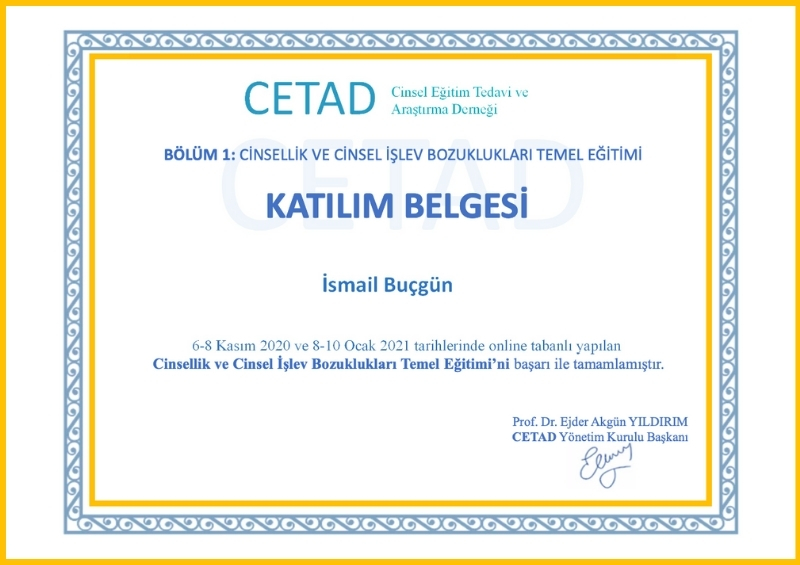 CETAD
Cinsel Eğitim Tedavi ve
Araştırma Derneği
BÖLÜM 1: CİNSELLİK VE CİNSEL İŞLEV BOZUKLUKLARI TEMEL EĞİTİMİ
KATILIM BELGESİ
İsmail Buçgün
6-8 Kasım 2020 ve 8-10 Ocak 2021 tarihlerinde online tabanlı yapılan
Cinsellik ve Cinsel İşlev Bozuklukları Temel Eğitimi’ni başarı ile tamamlamıştır.
Prof. Dr. Ejder Akgün YILDIRIM
CETAD Yönetim Kurulu Başkanı